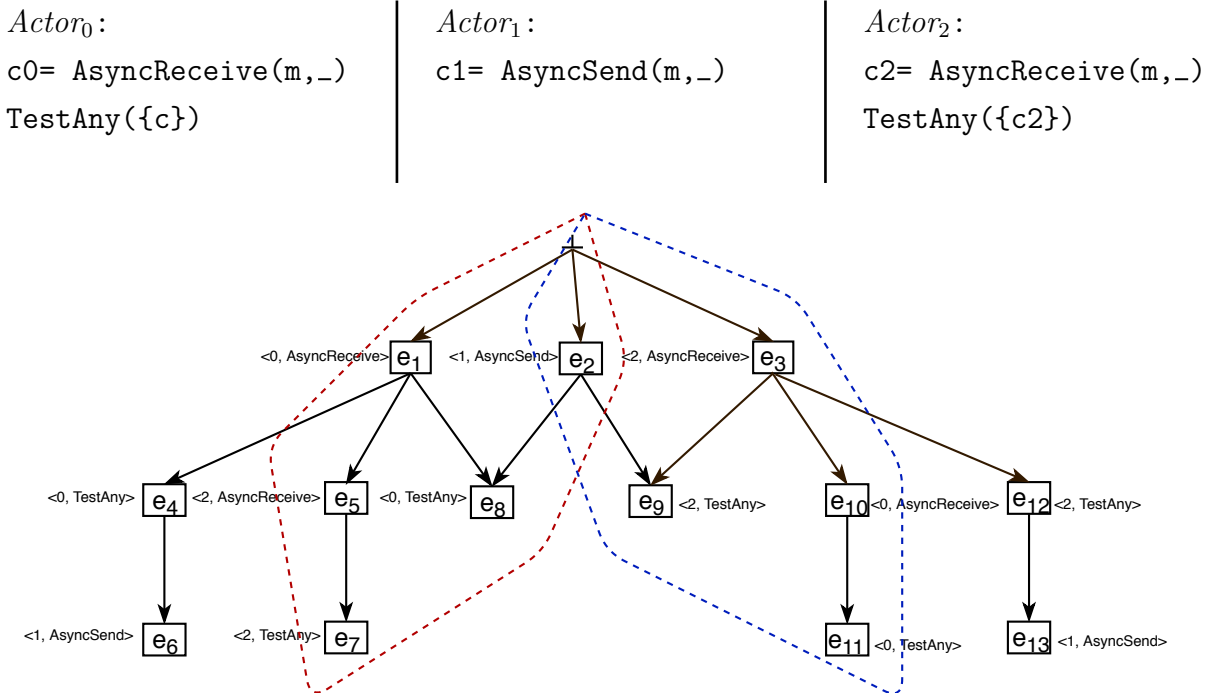 Actor₀:
c0= AsyncReceive(m,_)
TestAny({c})
Actor₁:
c1= AsyncSend(m,_)
Actor₂:
c2= AsyncReceive(m,_)
TestAny({c2})
⊥
<0, AsyncReceive> e₁
<1, AsyncSend> e₂
<2, AsyncReceive> e₃
<0, TestAny> e₄
<2, AsyncReceive> e₅
<0, TestAny> e₈
e₉ <2, TestAny>
e₁₀ <0, AsyncReceive>
e₁₂ <2, TestAny>
<1, AsyncSend> e₆
<2, TestAny> e₇
e₁₁ <0, TestAny>
e₁₃ <1, AsyncSend>